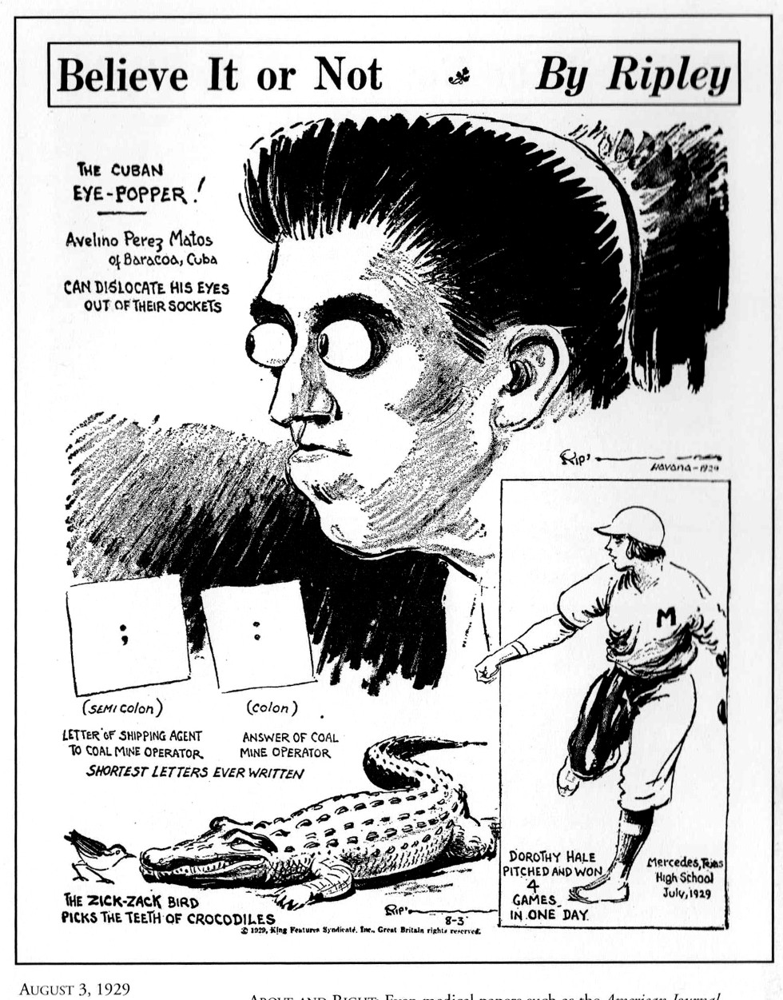 Believe It or Not By Ripley
THE CUBAN
EYE-POPPER!
Avelino Perez Matos
of Baracoa, Cuba
CAN DISLOCATE HIS EYES
OUT OF THEIR SOCKETS
Rip'
Havana-1929
;
:
(SEMI colon)
(colon)
LETTER OF SHIPPING AGENT
TO COAL MINE OPERATOR
ANSWER OF COAL
MINE OPERATOR
SHORTEST LETTERS EVER WRITTEN
M
DOROTHY HALE
PITCHED AND WON
4
GAMES
IN ONE DAY.
Mercedes, Texas
High School
July, 1929
THE ZICK-ZACK BIRD
PICKS THE TEETH OF CROCODILES
Rip'
8-3
© 1929, King Features Syndicate, Inc., Great Britain rights reserved.
AUGUST 3, 1929
ABOVE AND RIGHT: Even medical papers such as the American Journal